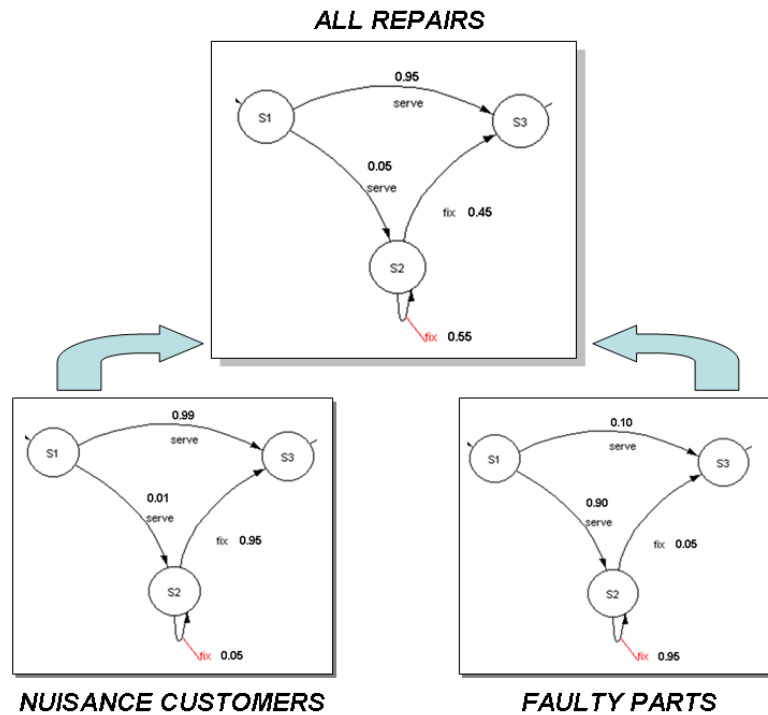 ALL REPAIRS
0.95
serve
S1
S3
0.05
serve
fix 0.45
S2
fix 0.55
0.99
serve
S1
S3
0.01
serve
fix 0.95
S2
fix 0.05
NUISANCE CUSTOMERS
0.10
serve
S1
S3
0.90
serve
fix 0.05
S2
fix 0.95
FAULTY PARTS